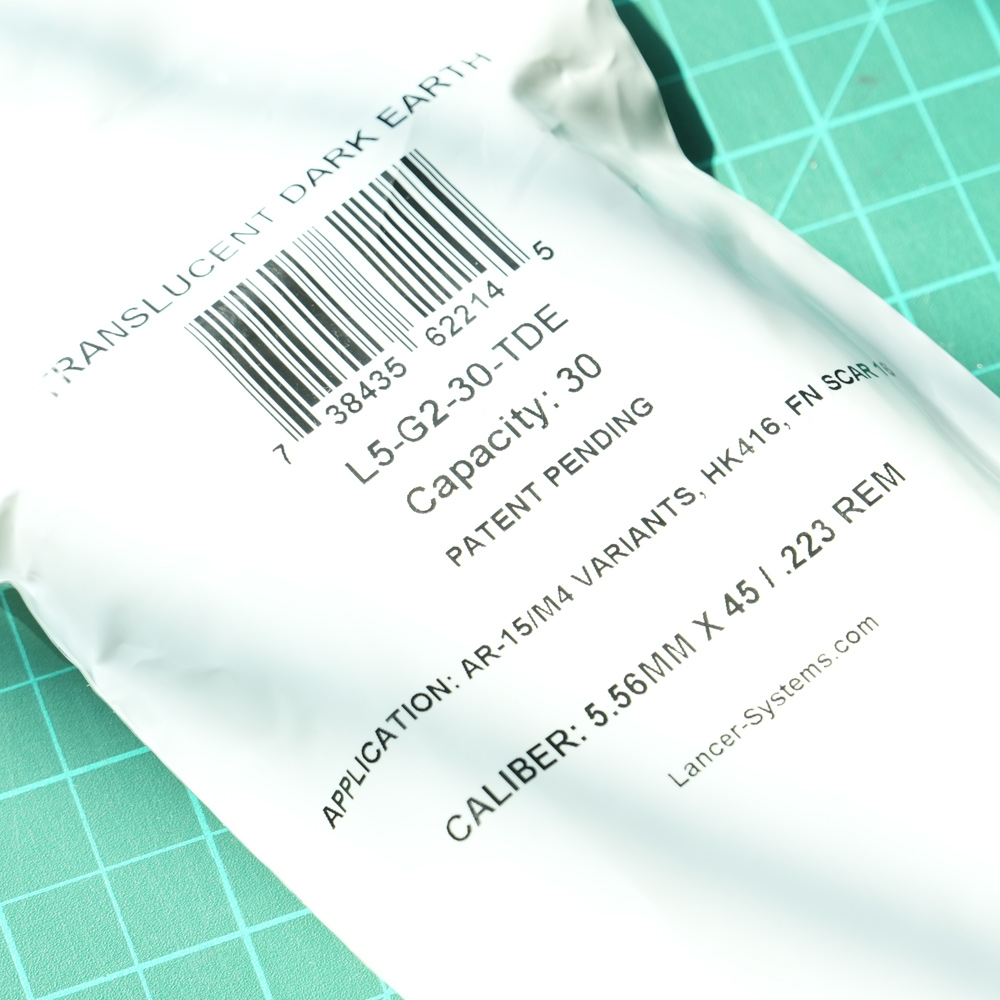 TRANSLUCENT DARK EARTH
7 38435 62214 5
L5-G2-30-TDE
Capacity: 30
PATENT PENDING
APPLICATION: AR-15/M4 VARIANTS, HK416, FN SCAR 16
CALIBER: 5.56MM X 45 / .223 REM
Lancer-Systems.com